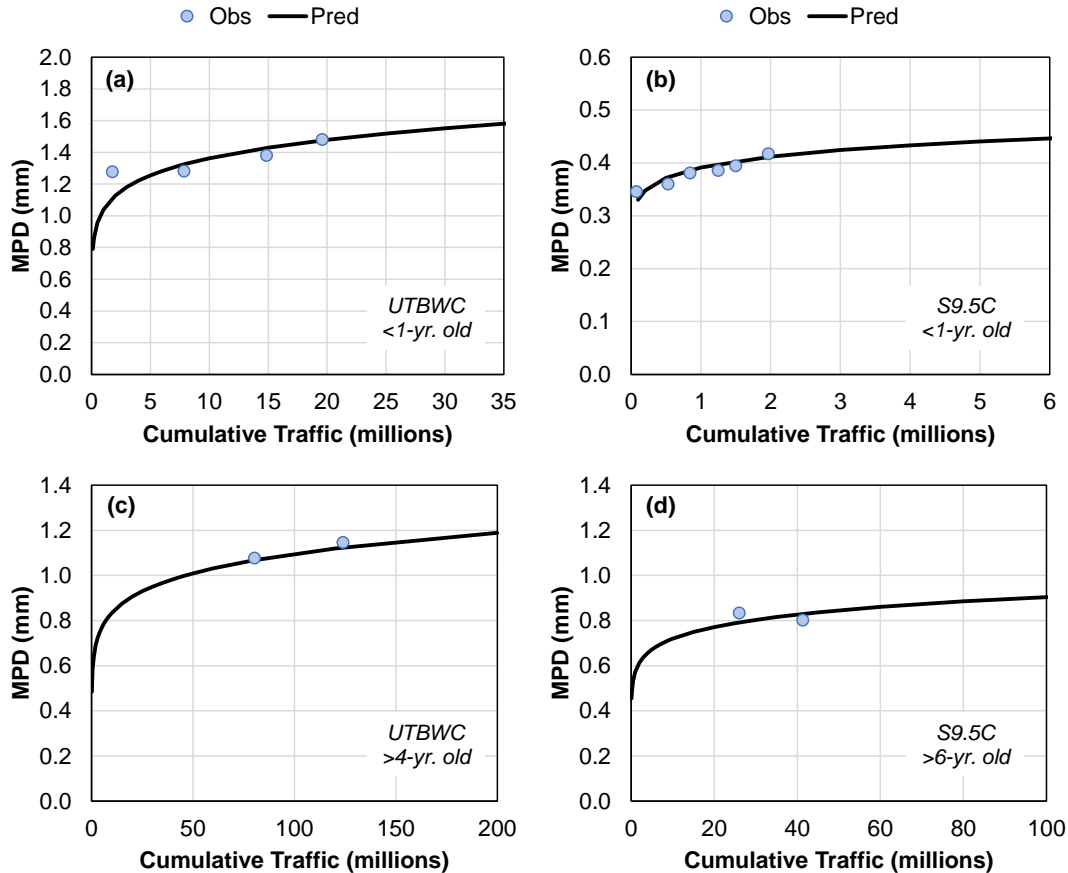 Obs Pred
Obs Pred
(a)
MPD (mm)
2.0
1.8
1.6
1.4
1.2
1.0
0.8
0.6
0.4
0.2
0.0
UTBWC
<1-yr. old
0 5 10 15 20 25 30 35
Cumulative Traffic (millions)
(b)
MPD (mm)
0.6
0.5
0.4
0.3
0.2
0.1
0.0
S9.5C
<1-yr. old
0 1 2 3 4 5 6
Cumulative Traffic (millions)
(c)
MPD (mm)
1.4
1.2
1.0
0.8
0.6
0.4
0.2
0.0
UTBWC
>4-yr. old
0 50 100 150 200
Cumulative Traffic (millions)
(d)
MPD (mm)
1.4
1.2
1.0
0.8
0.6
0.4
0.2
0.0
S9.5C
>6-yr. old
0 20 40 60 80 100
Cumulative Traffic (millions)